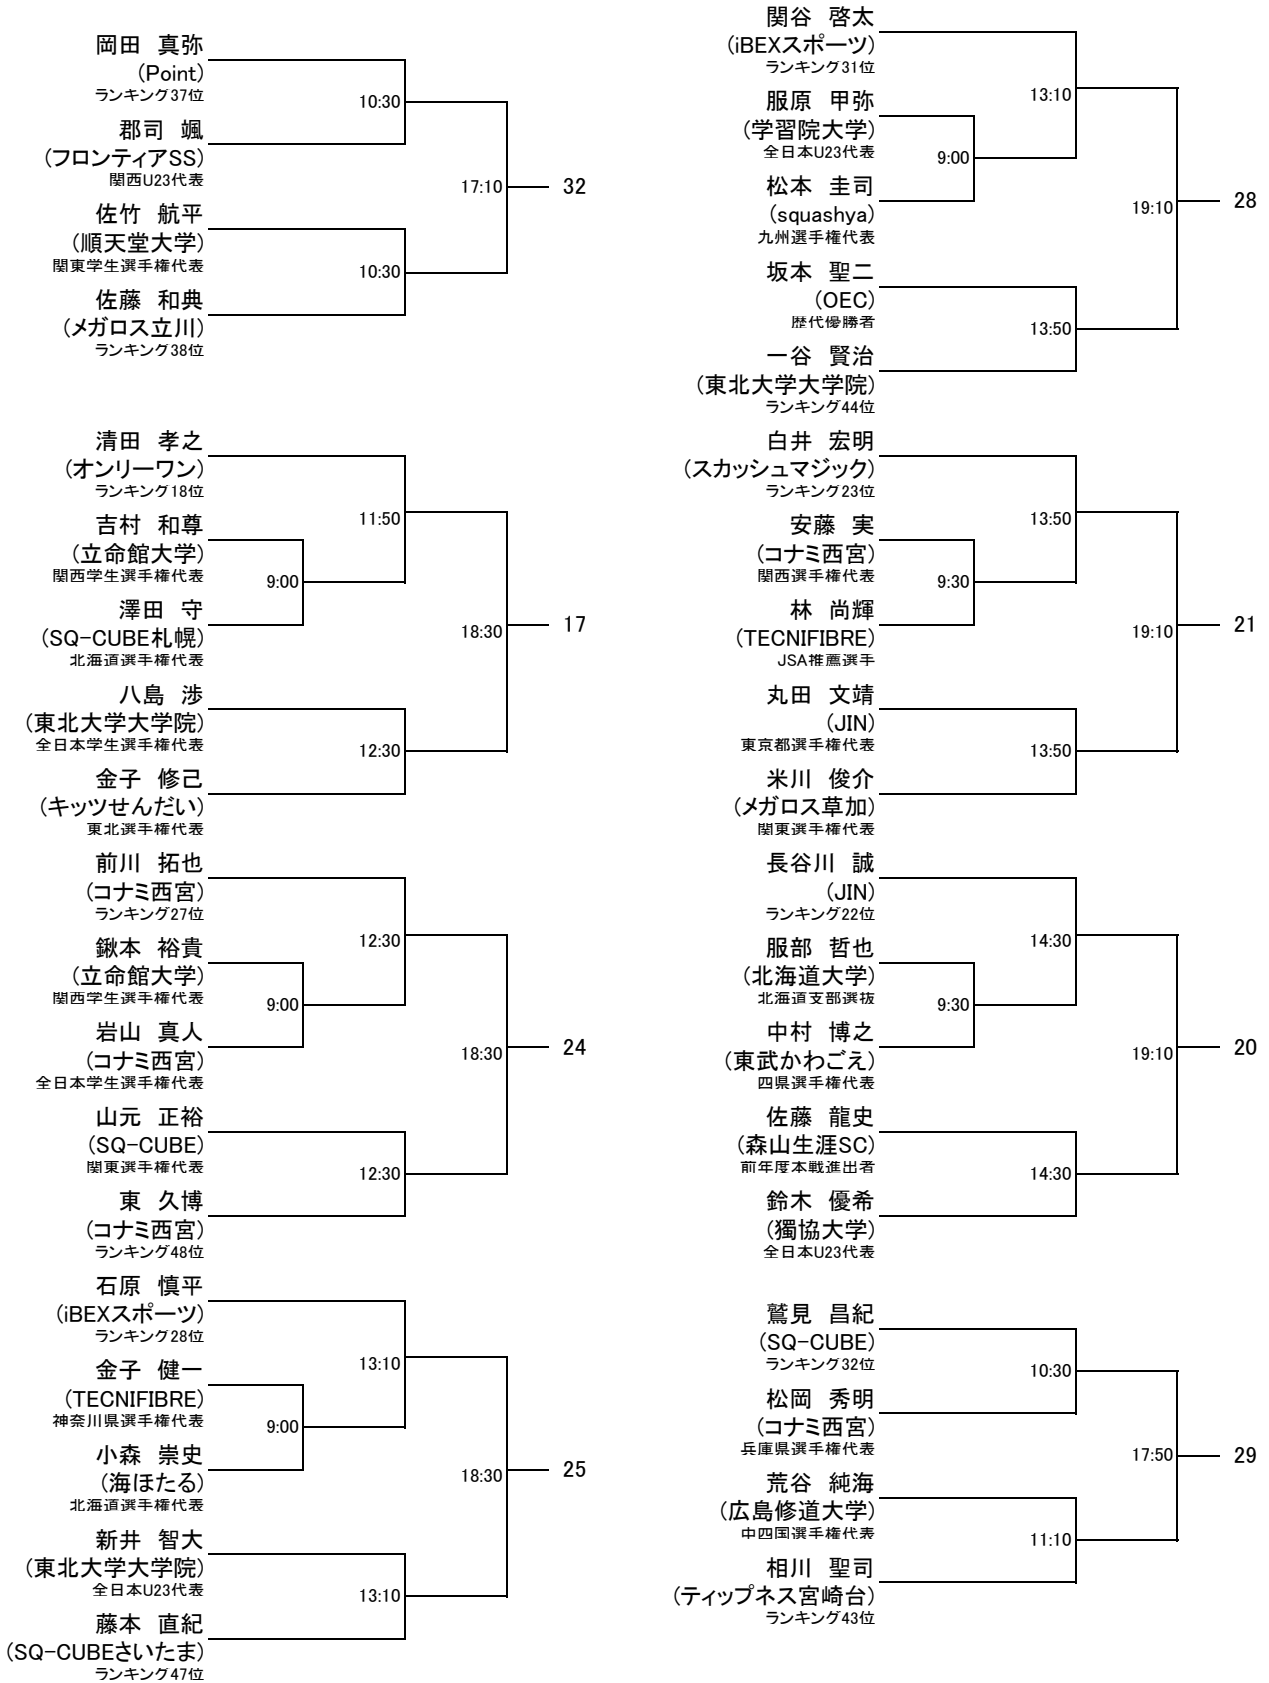 岡田　真弥
(Point)
ランキング37位
10:30
郡司　颯
(フロンティアSS)
関西U23代表
17:10
32
佐竹　航平
(順天堂大学)
関東学生選手権代表
10:30
佐藤　和典
(メガロス立川)
ランキング38位
清田　孝之
(オンリーワン)
ランキング18位
11:50
吉村　和尊
(立命館大学)
関西学生選手権代表
9:00
澤田　守
(SQ-CUBE札幌)
北海道選手権代表
18:30
17
八島　渉
(東北大学大学院)
全日本学生選手権代表
12:30
金子　修己
(キッツせんだい)
東北選手権代表
前川　拓也
(コナミ西宮)
ランキング27位
12:30
鍬本　裕貴
(立命館大学)
関西学生選手権代表
9:00
岩山　真人
(コナミ西宮)
全日本学生選手権代表
18:30
24
山元　正裕
(SQ-CUBE)
関東選手権代表
12:30
東　久博
(コナミ西宮)
ランキング48位
石原　慎平
(iBEXスポーツ)
ランキング28位
13:10
金子　健一
(TECNIFIBRE)
神奈川県選手権代表
9:00
小森　崇史
(海ほたる)
北海道選手権代表
18:30
25
新井　智大
(東北大学大学院)
全日本U23代表
13:10
藤本　直紀
(SQ-CUBEさいたま)
ランキング47位
関谷　啓太
(iBEXスポーツ)
ランキング31位
13:10
服原　甲弥
(学習院大学)
全日本U23代表
9:00
松本　圭司
(squashya)
九州選手権代表
19:10
28
坂本　聖二
(OEC)
歴代優勝者
13:50
一谷　賢治
(東北大学大学院)
ランキング44位
白井　宏明
(スカッシュマジック)
ランキング23位
13:50
安藤　実
(コナミ西宮)
関西選手権代表
9:30
林　尚輝
(TECNIFIBRE)
JSA推薦選手
19:10
21
丸田　文靖
(JIN)
東京都選手権代表
13:50
米川　俊介
(メガロス草加)
関東選手権代表
長谷川　誠
(JIN)
ランキング22位
14:30
服部　哲也
(北海道大学)
北海道支部選抜
9:30
中村　博之
(東武かわごえ)
四県選手権代表
19:10
20
佐藤　龍史
(森山生涯SC)
前年度本戦進出者
14:30
鈴木　優希
(獨協大学)
全日本U23代表
鷲見　昌紀
(SQ-CUBE)
ランキング32位
10:30
松岡　秀明
(コナミ西宮)
兵庫県選手権代表
17:50
29
荒谷　純海
(広島修道大学)
中四国選手権代表
11:10
相川　聖司
(ティップネス宮崎台)
ランキング43位